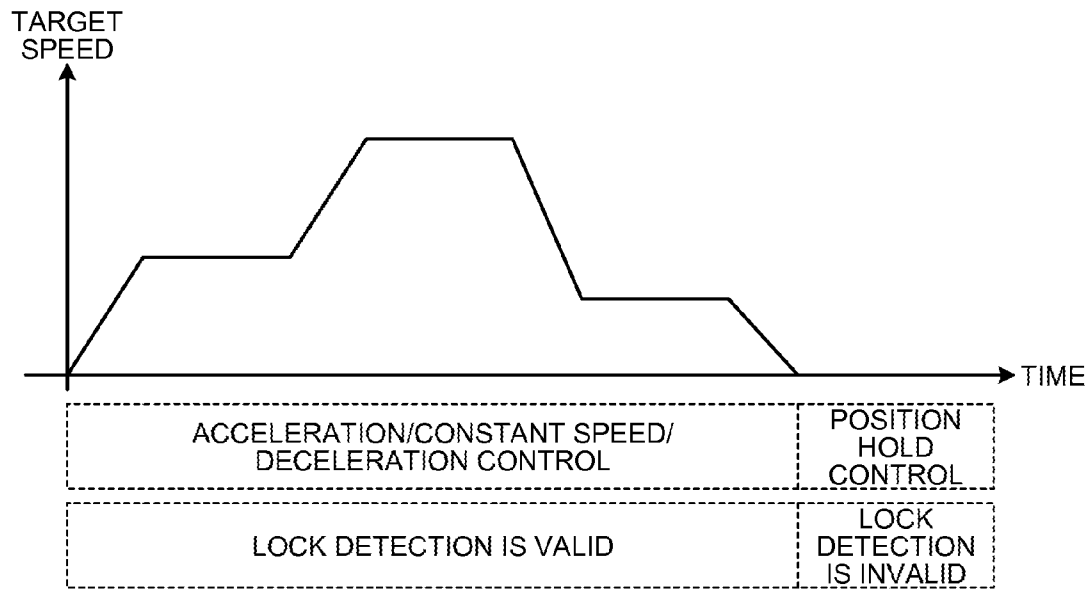 TARGET
SPEED
TIME
ACCELERATION/CONSTANT SPEED/
DECELERATION CONTROL
POSITION
HOLD
CONTROL
LOCK DETECTION IS VALID
LOCK
DETECTION
IS INVALID